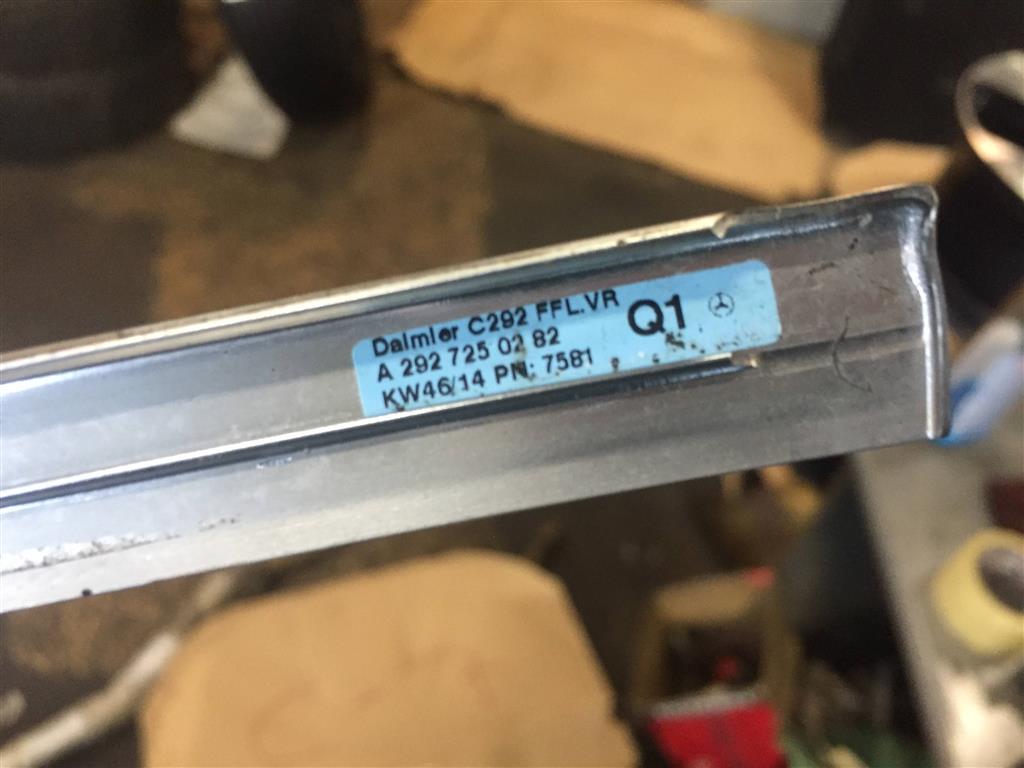 Daimler C292 FFL.VR
A 292 725 02 82
KW46/14 PN: 7581
Q1